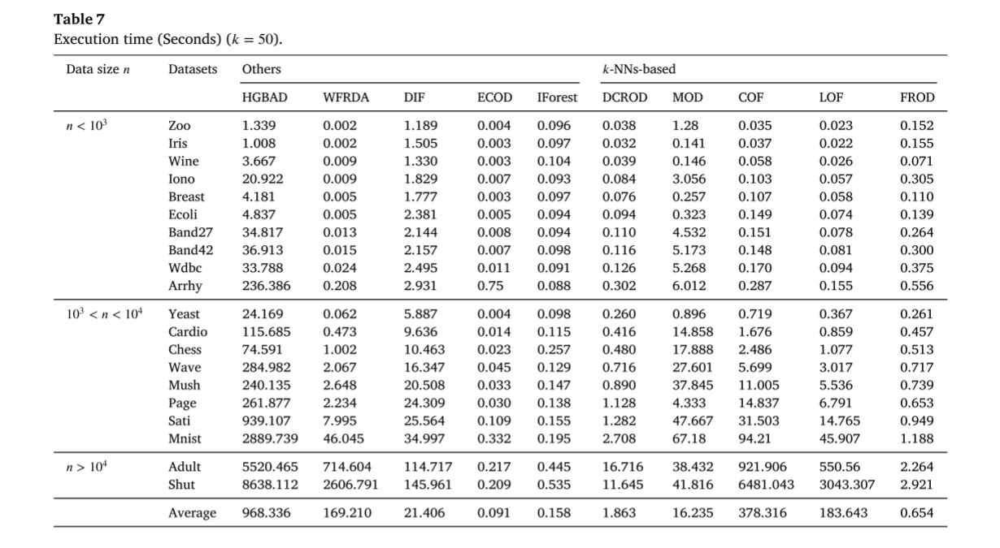 Table 7
Execution time (Seconds) (k = 50).
Data size n Datasets Others k-NNs-based
HGBAD WFRDA DIF ECOD IForest DCROD MOD COF LOF FROD
n < 10³ Zoo 1.339 0.002 1.189 0.004 0.096 0.038 1.28 0.035 0.023 0.152
Iris 1.008 0.002 1.505 0.003 0.097 0.032 0.141 0.037 0.022 0.155
Wine 3.667 0.009 1.330 0.003 0.104 0.039 0.146 0.058 0.026 0.071
Iono 20.922 0.009 1.829 0.007 0.093 0.084 3.056 0.103 0.057 0.305
Breast 4.181 0.005 1.777 0.003 0.097 0.076 0.257 0.107 0.058 0.110
Ecoli 4.837 0.005 2.381 0.005 0.094 0.094 0.323 0.149 0.074 0.139
Band27 34.817 0.013 2.144 0.008 0.094 0.110 4.532 0.151 0.078 0.264
Band42 36.913 0.015 2.157 0.007 0.098 0.116 5.173 0.148 0.081 0.300
Wdbc 33.788 0.024 2.495 0.011 0.091 0.126 5.268 0.170 0.094 0.375
Arrhy 236.386 0.208 2.931 0.75 0.088 0.302 6.012 0.287 0.155 0.556
10³ < n < 10⁴ Yeast 24.169 0.062 5.887 0.004 0.098 0.260 0.896 0.719 0.367 0.261
Cardio 115.685 0.473 9.636 0.014 0.115 0.416 14.858 1.676 0.859 0.457
Chess 74.591 1.002 10.463 0.023 0.257 0.480 17.888 2.486 1.077 0.513
Wave 284.982 2.067 16.347 0.045 0.129 0.716 27.601 5.699 3.017 0.717
Mush 240.135 2.648 20.508 0.033 0.147 0.890 37.845 11.005 5.536 0.739
Page 261.877 2.234 24.309 0.030 0.138 1.128 4.333 14.837 6.791 0.653
Sati 939.107 7.995 25.564 0.109 0.155 1.282 47.667 31.503 14.765 0.949
Mnist 2889.739 46.045 34.997 0.332 0.195 2.708 67.18 94.21 45.907 1.188
n > 10⁴ Adult 5520.465 714.604 114.717 0.217 0.445 16.716 38.432 921.906 550.56 2.264
Shut 8638.112 2606.791 145.961 0.209 0.535 11.645 41.816 6481.043 3043.307 2.921
Average 968.336 169.210 21.406 0.091 0.158 1.863 16.235 378.316 183.643 0.654